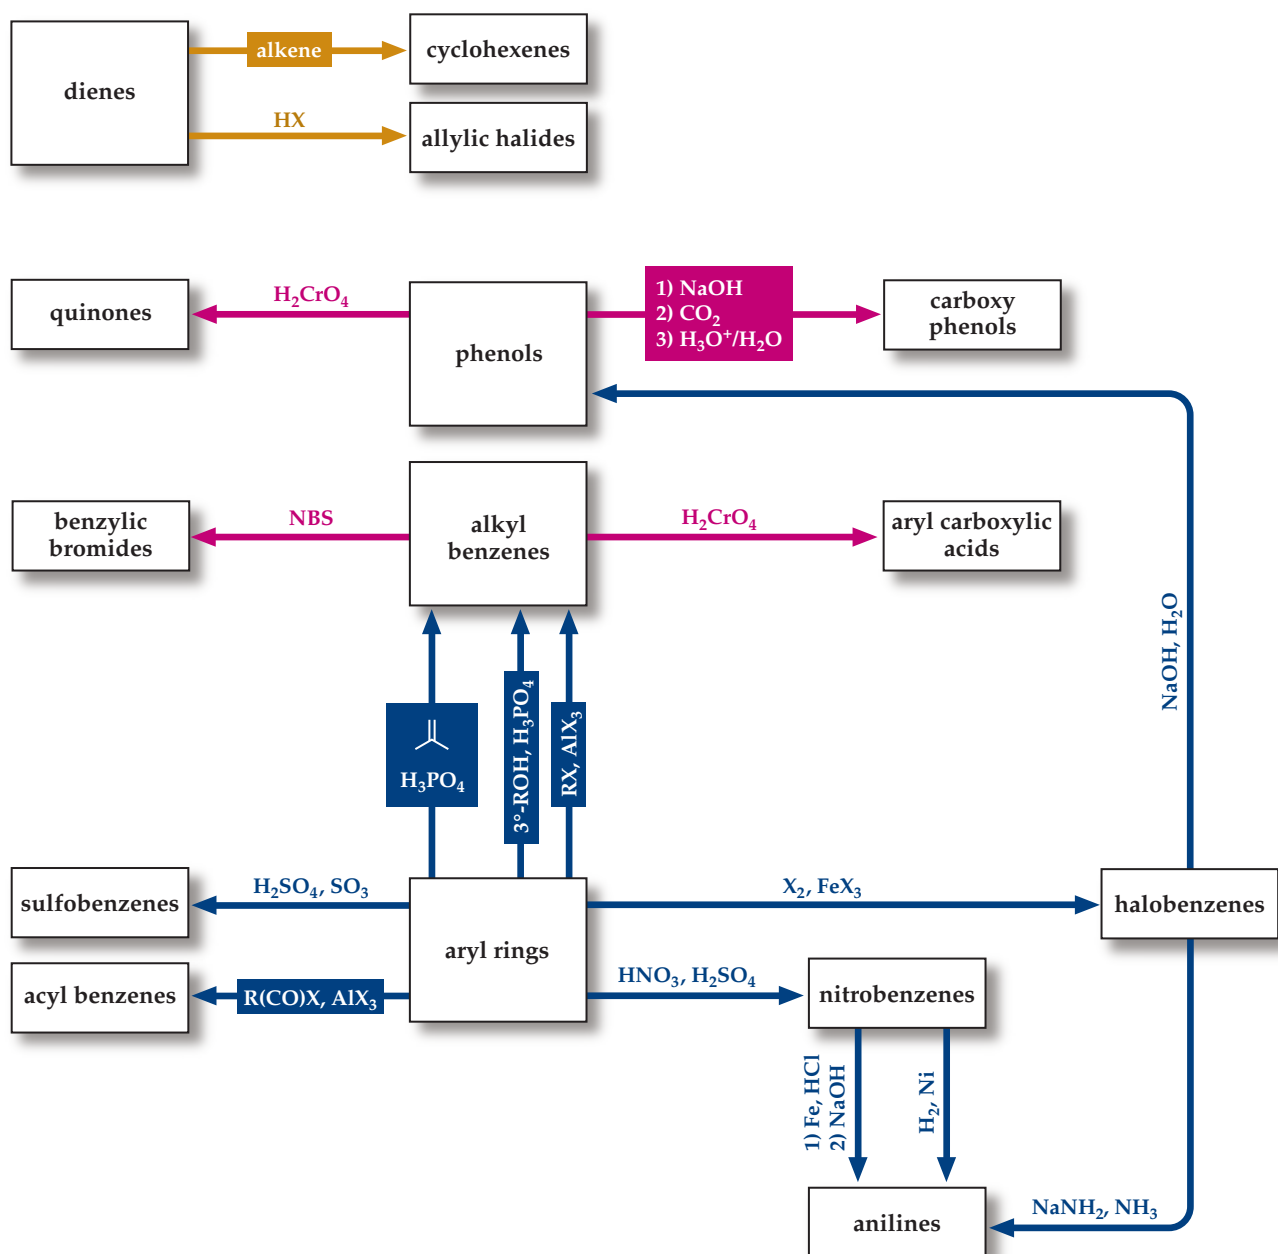 dienes
alkene
cyclohexenes
HX
allylic halides
quinones
H₂CrO₄
phenols
1) NaOH
2) CO₂
3) H₃O⁺/H₂O
carboxy
phenols
benzylic
bromides
NBS
alkyl
benzenes
H₂CrO₄
aryl carboxylic
acids
NaOH, H₂O
H₃PO₄
3°-ROH, H₃PO₄
RX, AlX₃
sulfobenzenes
H₂SO₄, SO₃
aryl rings
X₂, FeX₃
halobenzenes
acyl benzenes
R(CO)X, AlX₃
HNO₃, H₂SO₄
nitrobenzenes
1) Fe, HCl
2) NaOH
H₂, Ni
anilines
NaNH₂, NH₃